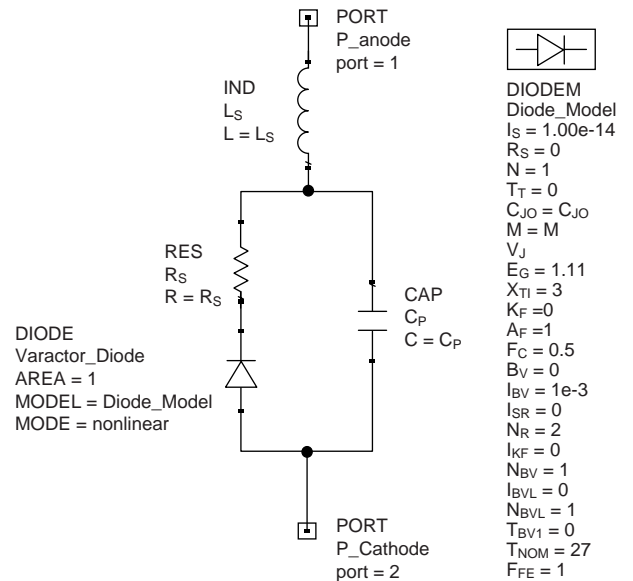 PORT
P_anode
port = 1
IND
LS
L = LS
RES
RS
R = RS
CAP
CP
C = CP
DIODE
Varactor_Diode
AREA = 1
MODEL = Diode_Model
MODE = nonlinear
PORT
P_Cathode
port = 2
DIODEM
Diode_Model
IS = 1.00e-14
RS = 0
N = 1
TT = 0
CJO = CJO
M = M
VJ
EG = 1.11
XTI = 3
KF =0
AF =1
FC = 0.5
BV = 0
IBV = 1e-3
ISR = 0
NR = 2
IKF = 0
NBV = 1
IBVL = 0
NBVL = 1
TBV1 = 0
TNOM = 27
FFE = 1